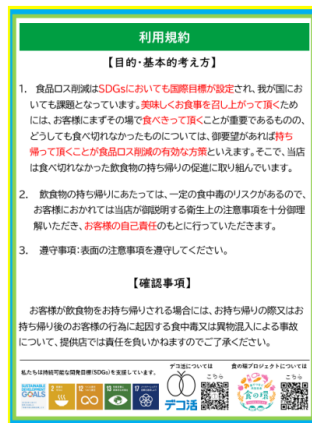 利用規約
【目的・基本的考え方】
1. 食品ロス削減はSDGsにおいても国際目標が設定され、我が国にお
いても課題となっています。美味しくお食事を召し上がって頂くため
には、お客様にまずその場で食べきって頂くことが重要であるものの、
どうしても食べ切れなかったものについては、御要望があれば持ち
帰って頂くことが食品ロス削減の有効な方策といえます。そこで、当店
は食べきれなかった飲食物の持ち帰りの促進に取り組んでいます。
2. 飲食物の持ち帰りにあたっては、一定の食中毒のリスクがあるので、
お客様におかれては当店が御説明する衛生上の注意事項を十分御理
解いただき、お客様の自己責任のもとに行っていただきます。
3. 遵守事項:表面の注意事項を遵守してください。
【確認事項】
お客様が飲食物をお持ち帰りされる場合には、お持ち帰りの際又はお
持ち帰り後のお客様の行為に起因する食中毒又は異物混入による事故
について、提供店では責任を負いかねますのでご了承ください。
私たちは持続可能な開発目標(SDGs)を支援しています。
デコ活については
こちら
食の環プロジェクトについては
こちら
SUSTAINABLE
DEVELOPMENT
GOALS
2
12
13
17
デコ活
食の環